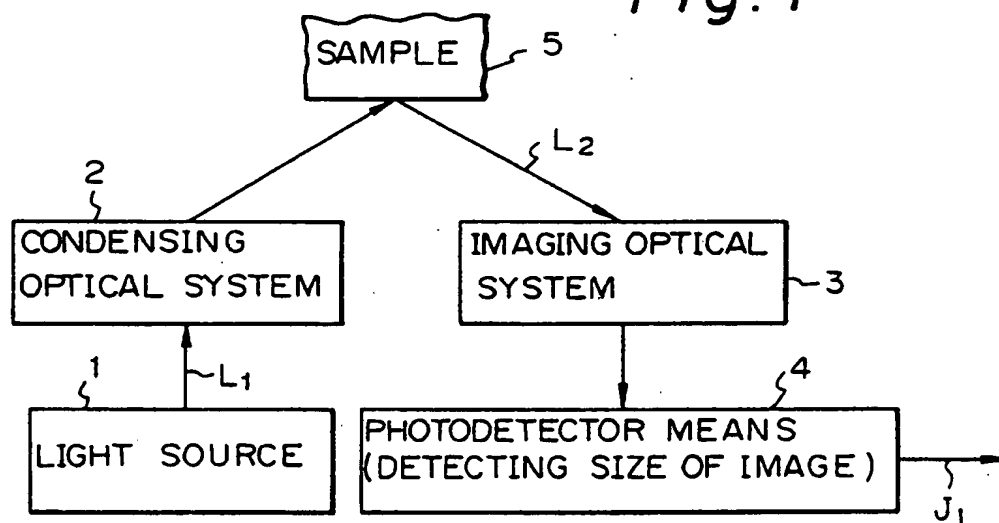 Fig. 1
SAMPLE
5
L2
2
CONDENSING
OPTICAL SYSTEM
IMAGING OPTICAL
SYSTEM
3
1
L1
4
LIGHT SOURCE
PHOTODETECTOR MEANS
(DETECTING SIZE OF IMAGE)
J1